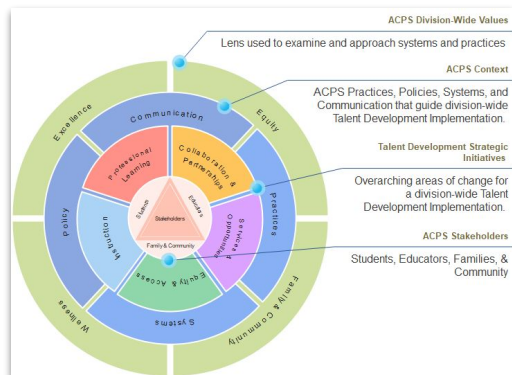 ACPS Division-Wide Values
Lens used to examine and approach systems and practices
ACPS Context
ACPS Practices, Policies, Systems, and
Communication that guide division-wide
Talent Development Implementation.
Talent Development Strategic
Initiatives
Overarching areas of change for
a division-wide Talent
Development Implementation.
ACPS Stakeholders
Students, Educators, Families, &
Community
Excellence
Equity
Family & Community
Wellness
Communication
Practices
Systems
Policy
Professional
Learning
Collaboration &
Partnerships
Services &
Opportunities
Equity & Access
Instruction
Students
Educators
Stakeholders
Family & Community